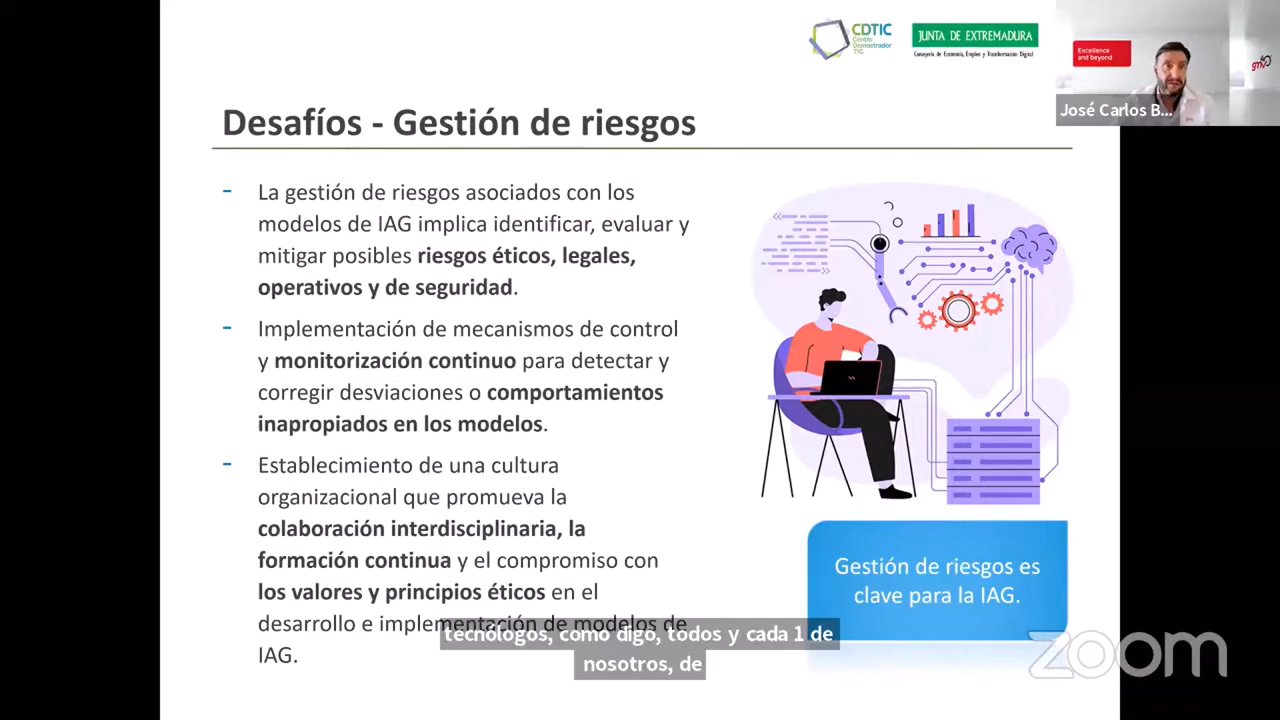 CDTIC
Centro
Demostrador
TIC
JUNTA DE EXTREMADURA
Consejería de Economía, Empleo y Transformación Digital
Excellence
and beyond
gmv
José Carlos B...
Desafíos - Gestión de riesgos
- La gestión de riesgos asociados con los
modelos de IAG implica identificar, evaluar y
mitigar posibles riesgos éticos, legales,
operativos y de seguridad.
- Implementación de mecanismos de control
y monitorización continuo para detectar y
corregir desviaciones o comportamientos
inapropiados en los modelos.
- Establecimiento de una cultura
organizacional que promueva la
colaboración interdisciplinaria, la
formación continua y el compromiso con
los valores y principios éticos en el
desarrollo e implementación de modelos de
IAG.
Gestión de riesgos es
clave para la IAG.
tecnólogos, como digo, todos y cada 1 de
nosotros, de
zoom